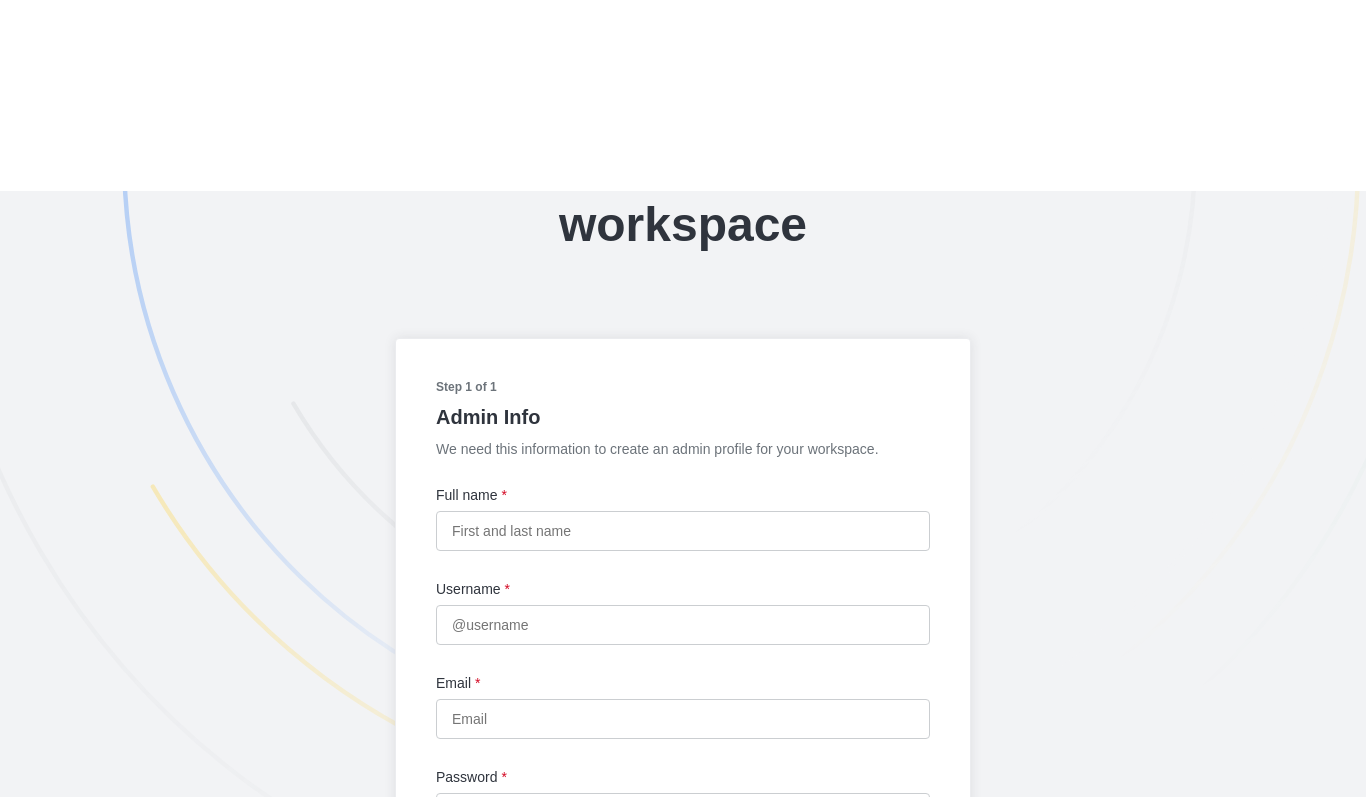 workspace
Step 1 of 1
Admin Info
We need this information to create an admin profile for your workspace.
Full name *
First and last name
Username *
@username
Email *
Email
Password *